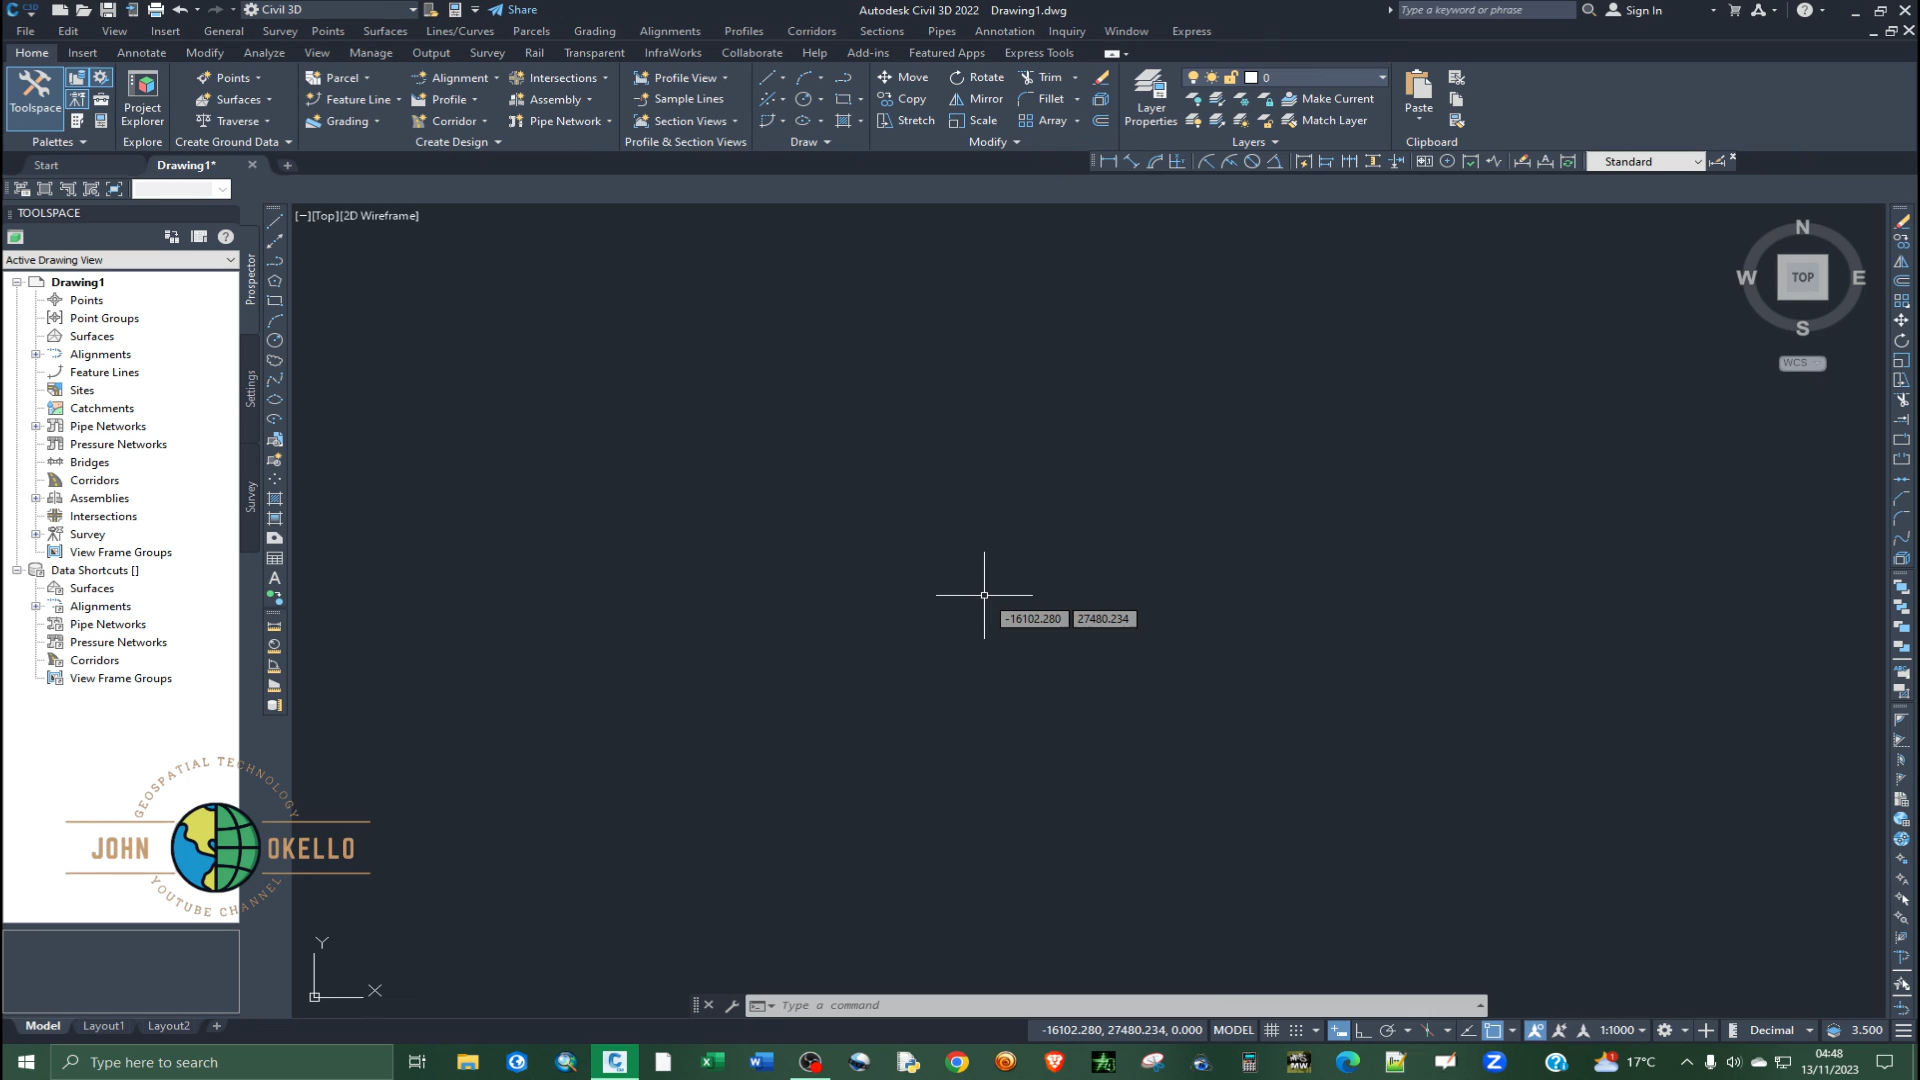 Civil 3D
Share
Autodesk Civil 3D 2022 Drawing1.dwg
Type a keyword or phrase
Sign In
File Edit View Insert General Survey Points Surfaces Lines/Curves Parcels Grading Alignments Profiles Corridors Sections Pipes Annotation Inquiry Window Express
Home Insert Annotate Modify Analyze View Manage Output Survey Rail Transparent InfraWorks Collaborate Help Add-ins Featured Apps Express Tools
Points Parcel Alignment Intersections Profile View Move Rotate Trim 0
Toolspace Project Explorer Surfaces Feature Line Profile Assembly Sample Lines Copy Mirror Fillet Layer Properties Make Current Paste
Traverse Grading Corridor Pipe Network Section Views Stretch Scale Array Match Layer
Palettes Explore Create Ground Data Create Design Profile & Section Views Draw Modify Layers Clipboard
Start Drawing1*
Standard
TOOLSPACE
[−][Top][2D Wireframe]
Active Drawing View
Prospector
Settings
Survey
Drawing1
Points
Point Groups
Surfaces
Alignments
Feature Lines
Sites
Catchments
Pipe Networks
Pressure Networks
Bridges
Corridors
Assemblies
Intersections
Survey
View Frame Groups
Data Shortcuts []
Surfaces
Alignments
Pipe Networks
Pressure Networks
Corridors
View Frame Groups
N
W TOP E
S
WCS
-16102.280 27480.234
GEOSPATIAL TECHNOLOGY
JOHN OKELLO
YOUTUBE CHANNEL
Y
X
Type a command
Model Layout1 Layout2
-16102.280, 27480.234, 0.000 MODEL 1:1000 Decimal 3.500
Type here to search
17°C
04:48
13/11/2023